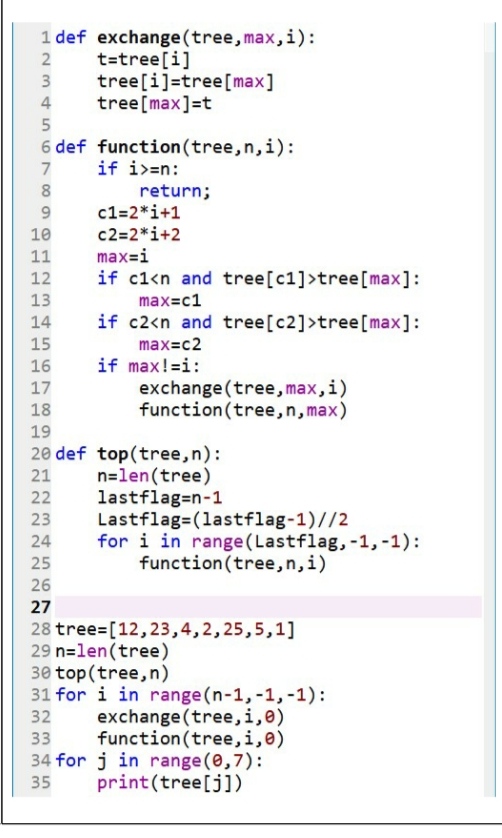 1 def exchange(tree,max,i):
2 t=tree[i]
3 tree[i]=tree[max]
4 tree[max]=t
5
6 def function(tree,n,i):
7 if i>=n:
8 return;
9 c1=2*i+1
10 c2=2*i+2
11 max=i
12 if c1<n and tree[c1]>tree[max]:
13 max=c1
14 if c2<n and tree[c2]>tree[max]:
15 max=c2
16 if max!=i:
17 exchange(tree,max,i)
18 function(tree,n,max)
19
20 def top(tree,n):
21 n=len(tree)
22 lastflag=n-1
23 Lastflag=(lastflag-1)//2
24 for i in range(Lastflag,-1,-1):
25 function(tree,n,i)
26
27
28 tree=[12,23,4,2,25,5,1]
29 n=len(tree)
30 top(tree,n)
31 for i in range(n-1,-1,-1):
32 exchange(tree,i,0)
33 function(tree,i,0)
34 for j in range(0,7):
35 print(tree[j])